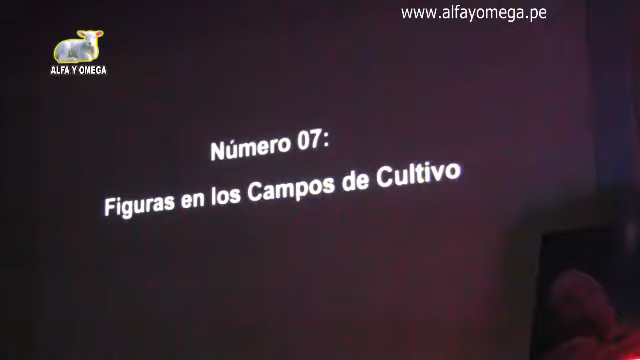 www.alfayomega.pe
ALFA Y OMEGA
Número 07:
Figuras en los Campos de Cultivo